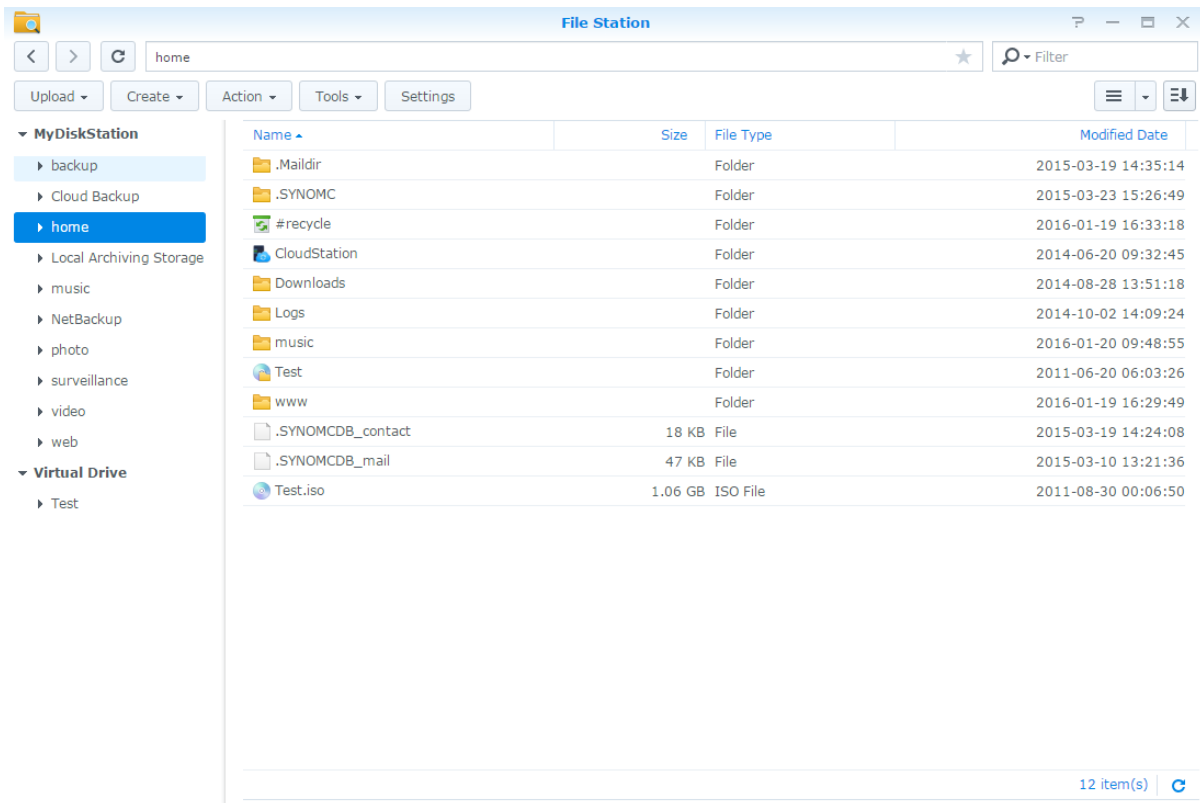 File Station
home
Filter
Upload Create Action Tools Settings
MyDiskStation
backup
Cloud Backup
home
Local Archiving Storage
music
NetBackup
photo
surveillance
video
web
Virtual Drive
Test
Name Size File Type Modified Date
.Maildir Folder 2015-03-19 14:35:14
.SYNOMC Folder 2015-03-23 15:26:49
#recycle Folder 2016-01-19 16:33:18
CloudStation Folder 2014-06-20 09:32:45
Downloads Folder 2014-08-28 13:51:18
Logs Folder 2014-10-02 14:09:24
music Folder 2016-01-20 09:48:55
Test Folder 2011-06-20 06:03:26
www Folder 2016-01-19 16:29:49
.SYNOMCDB_contact 18 KB File 2015-03-19 14:24:08
.SYNOMCDB_mail 47 KB File 2015-03-10 13:21:36
Test.iso 1.06 GB ISO File 2011-08-30 00:06:50
12 item(s)